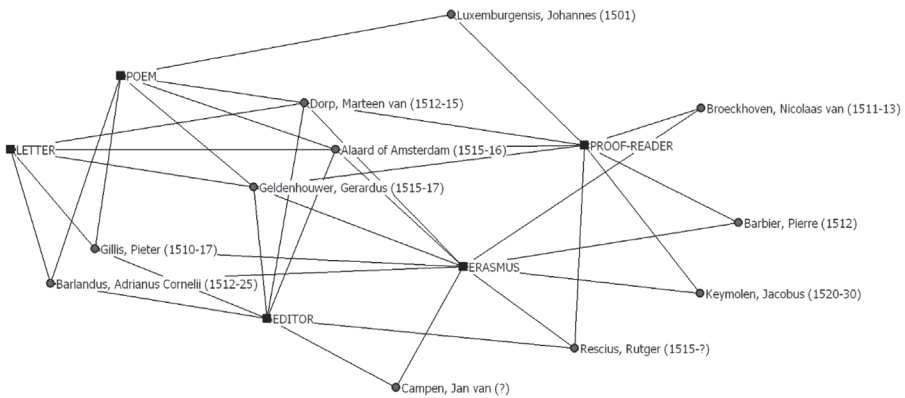 Luxemburgensis, Johannes (1501)
POEM
Dorp, Marteen van (1512-15)
Broeckhoven, Nicolaas van (1511-13)
LETTER
Alaard of Amsterdam (1515-16)
PROOF-READER
Geldenhouwer, Gerardus (1515-17)
Barbier, Pierre (1512)
Gillis, Pieter (1510-17)
ERASMUS
Barlandus, Adrianus Cornelii (1512-25)
Keymolen, Jacobus (1520-30)
EDITOR
Rescius, Rutger (1515-?)
Campen, Jan van (?)